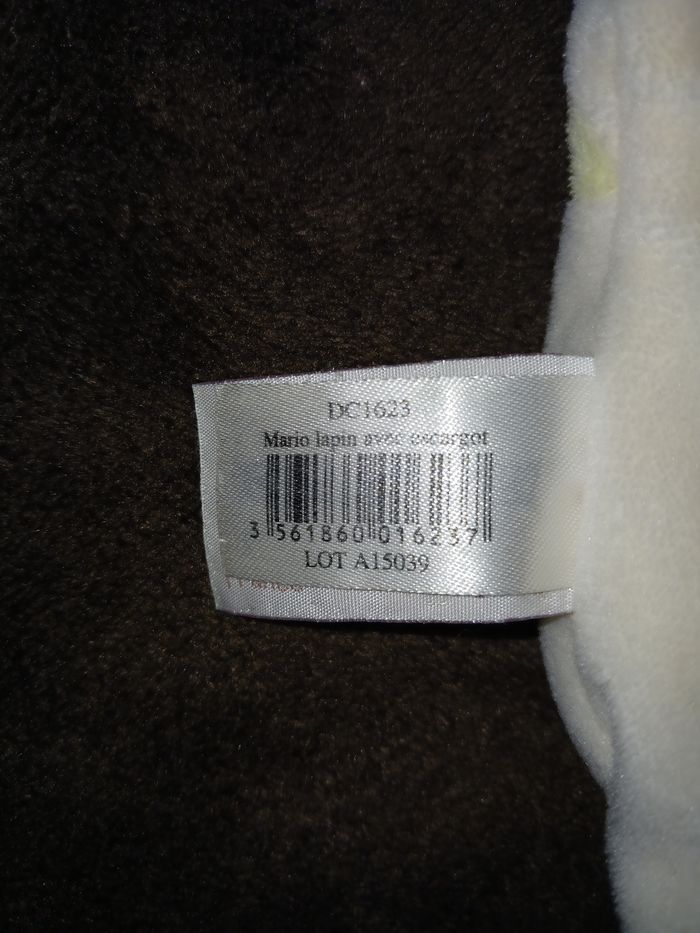 DC1623
Mario lapin avec escargot
3 561860 016237
LOT A15039